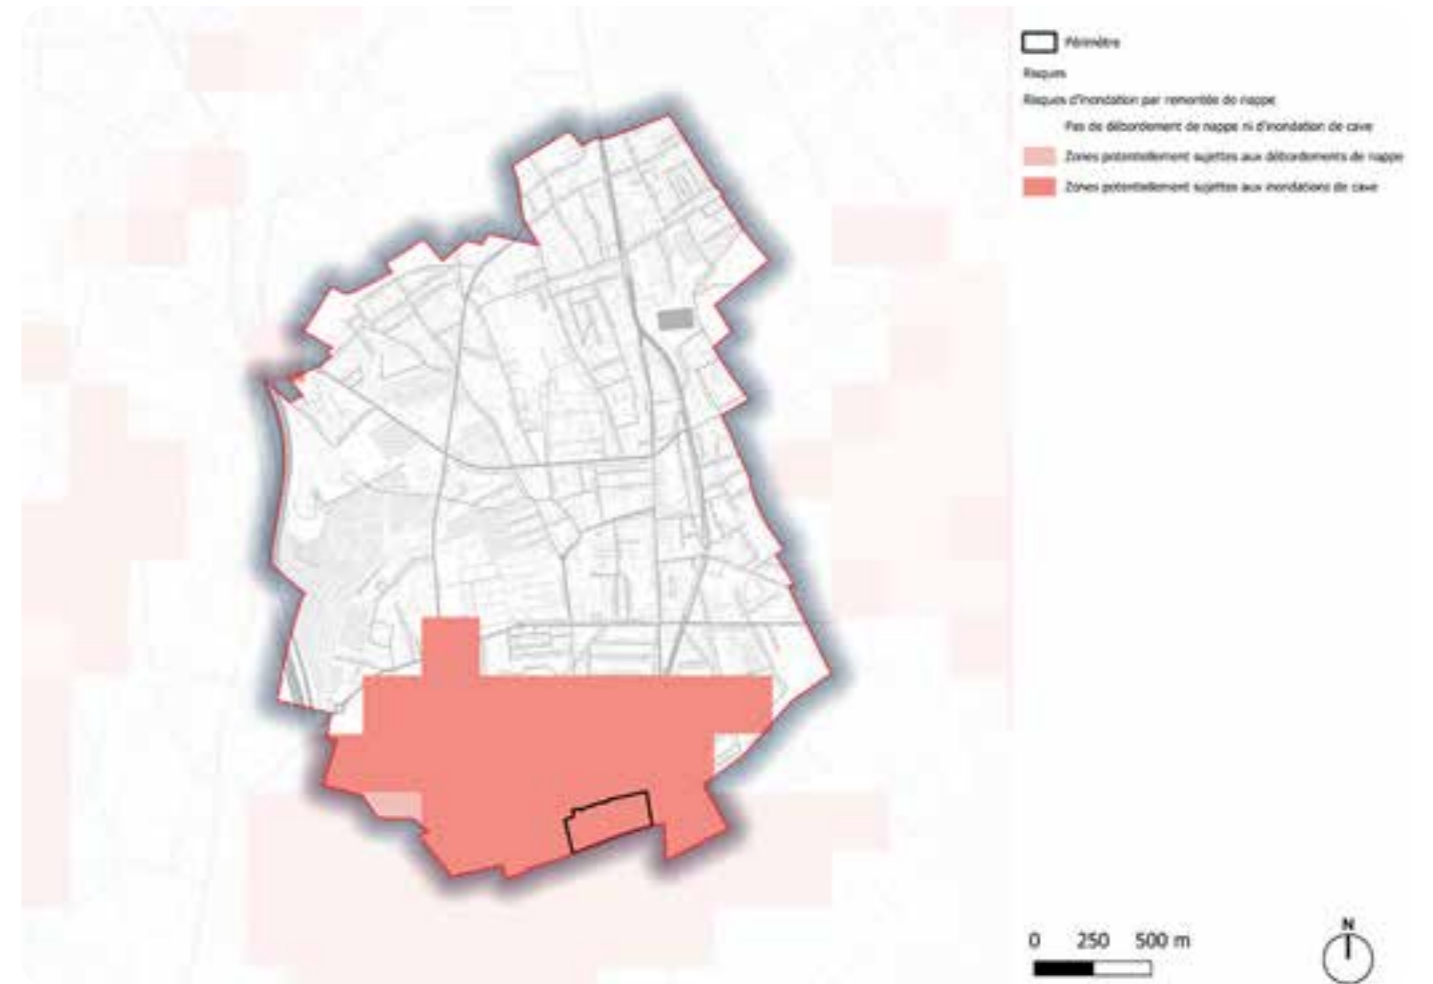 Périmètre
Risques
Risques d'inondation par remontée de nappe
Pas de débordement de nappe ni d'inondation de cave
Zones potentiellement sujettes aux débordements de nappe
Zones potentiellement sujettes aux inondations de cave
N
0 250 500 m